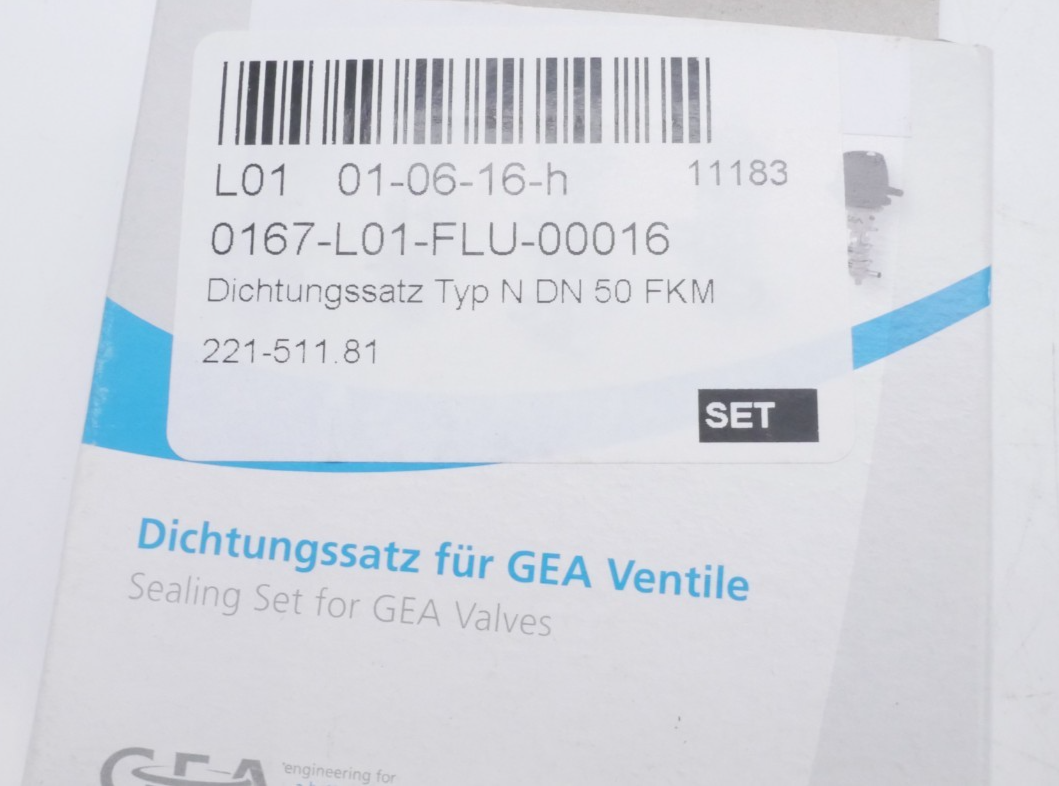 L01 01-06-16-h 11183
0167-L01-FLU-00016
Dichtungssatz Typ N DN 50 FKM
221-511.81
SET
Dichtungssatz für GEA Ventile
Sealing Set for GEA Valves
GEA engineering for